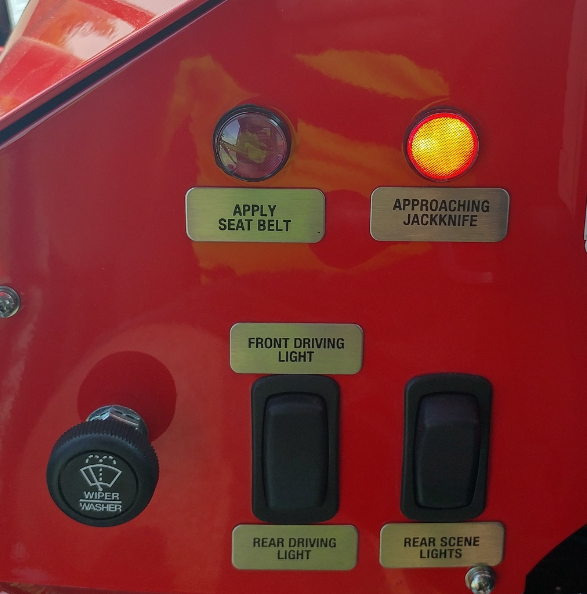 APPLY
SEAT BELT
APPROACHING
JACKKNIFE
FRONT DRIVING
LIGHT
WIPER
WASHER
REAR DRIVING
LIGHT
REAR SCENE
LIGHTS